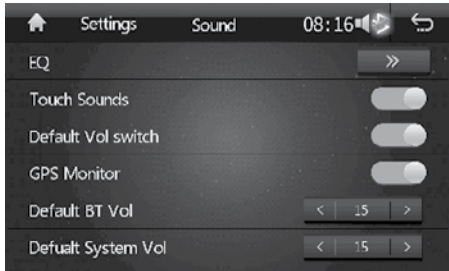 Settings Sound 08:16
EQ »
Touch Sounds
Default Vol switch
GPS Monitor
Default BT Vol < 15 >
Defualt System Vol < 15 >